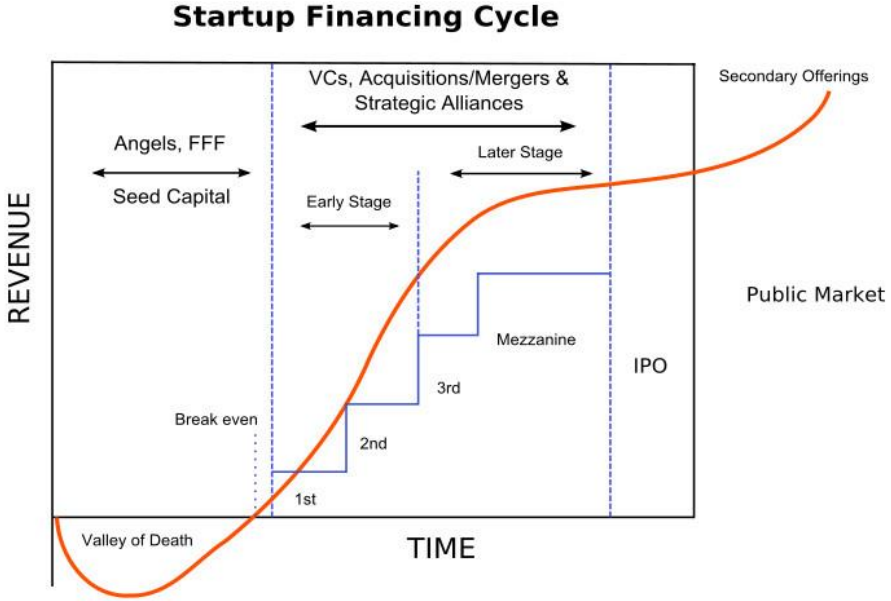 Startup Financing Cycle
VCs, Acquisitions/Mergers &
Strategic Alliances
Secondary Offerings
Angels, FFF
Seed Capital
Later Stage
Early Stage
REVENUE
Public Market
Mezzanine
IPO
3rd
Break even
2nd
1st
Valley of Death
TIME